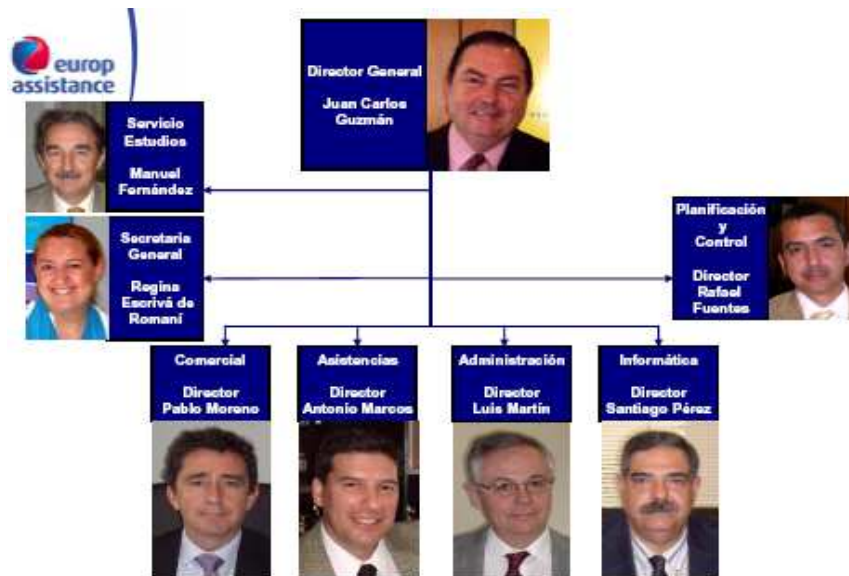 europ
assistance
Director General
Juan Carlos
Guzmán
Servicio
Estudios
Manuel
Fernández
Secretaria
General
Regina
Escrivá de
Romaní
Planificación
y
Control
Director
Rafael
Fuentes
Comercial
Director
Pablo Moreno
Asistencias
Director
Antonio Marcos
Administración
Director
Luis Martín
Informática
Director
Santiago Pérez